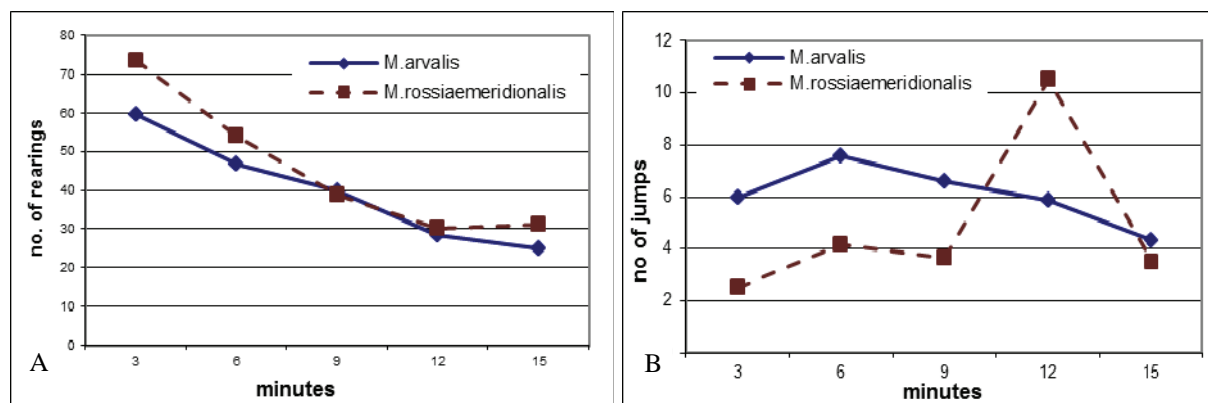 80
70
60
50
40
30
20
10
0
no. of rearings
M.arvalis
M.rossiaemeridionalis
3 6 9 12 15
minutes
A
12
10
8
6
4
2
no of jumps
M.arvalis
M.rossiaemeridionalis
3 6 9 12 15
minutes
B